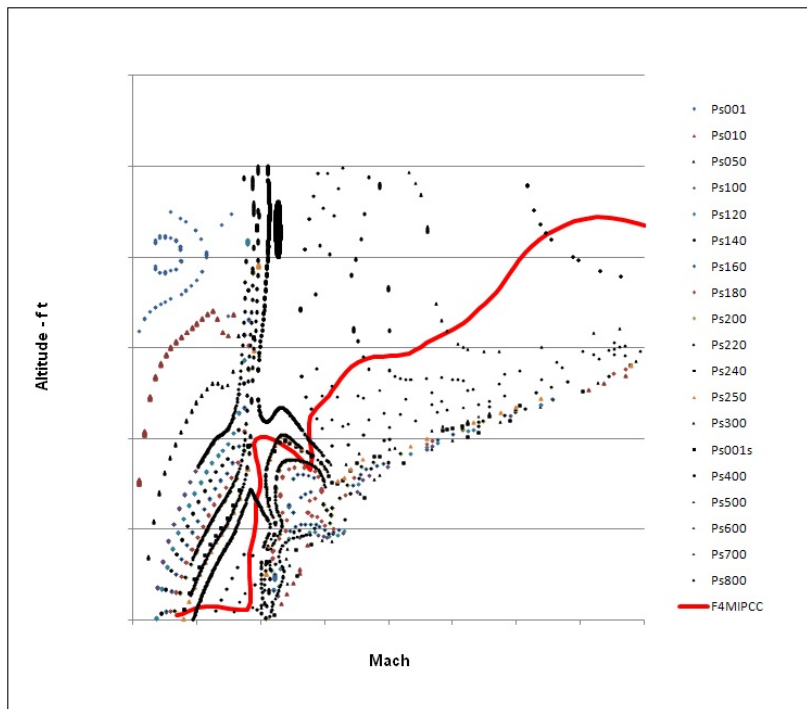 Altitude - ft
Mach
Ps001
Ps010
Ps050
Ps100
Ps120
Ps140
Ps160
Ps180
Ps200
Ps220
Ps240
Ps250
Ps300
Ps001s
Ps400
Ps500
Ps600
Ps700
Ps800
F4MIPCC